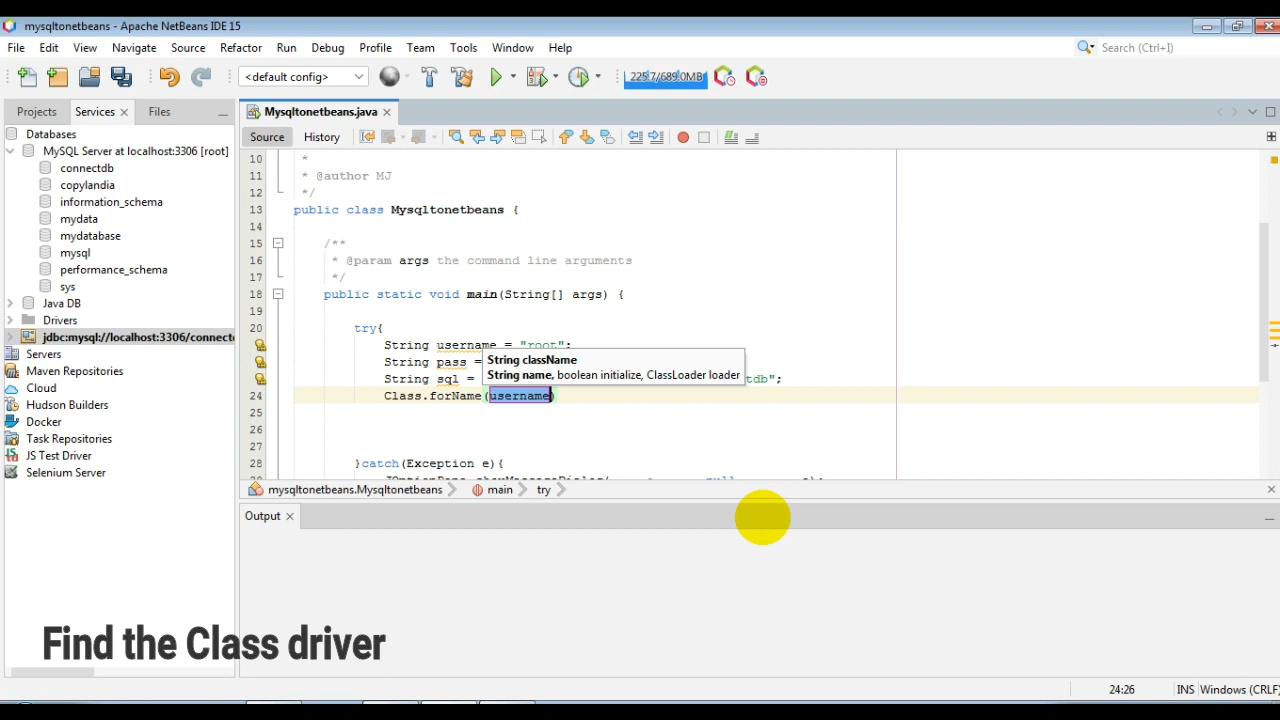 mysqltonetbeans - Apache NetBeans IDE 15
File Edit View Navigate Source Refactor Run Debug Profile Team Tools Window Help
Search (Ctrl+I)
<default config>
225.7/689.0MB
Projects Services Files
Mysqltonetbeans.java
Source History
Databases
MySQL Server at localhost:3306 [root]
connectdb
copylandia
information_schema
mydata
mydatabase
mysql
performance_schema
sys
Java DB
Drivers
jdbc:mysql://localhost:3306/connect
Servers
Maven Repositories
Cloud
Hudson Builders
Docker
Task Repositories
JS Test Driver
Selenium Server
10 *
11 * @author MJ
12 */
13 public class Mysqltonetbeans {
14
15 /**
16 * @param args the command line arguments
17 */
18 public static void main(String[] args) {
19
20 try{
String username = "root";
String pass =
String sql = tdb";
String className
String name, boolean initialize, ClassLoader loader
24 Class.forName(username)
25
26
27
28 }catch(Exception e){
mysqltonetbeans.Mysqltonetbeans main try
Output
Find the Class driver
24:26 INS Windows (CRLF)